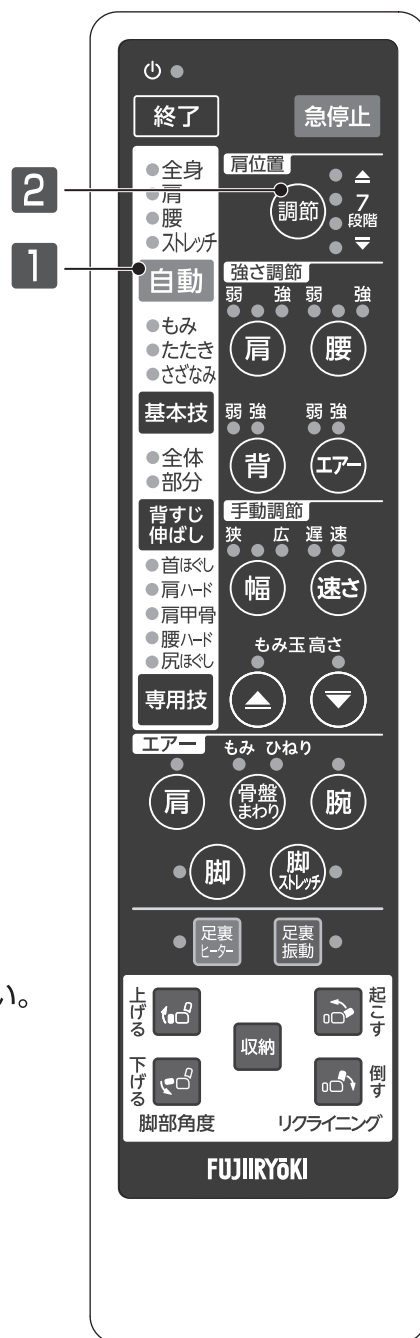 終了
急停止
全身
肩
腰
ストレッチ
肩位置
調節
7
段階
2
1
自動
強さ調節
弱 強 弱 強
肩
腰
もみ
たたき
さざなみ
基本技
弱 強 弱 強
背
エアー
全体
部分
背すじ
伸ばし
手動調節
狭 広 遅 速
幅
速さ
首ほぐし
肩ハード
肩甲骨
腰ハード
尻ほぐし
専用技
もみ玉高さ
エアー
もみ ひねり
肩
骨盤
まわり
腕
脚
脚
ストレッチ
足裏
ヒーター
足裏
振動
い。
上げる
下げる
脚部角度
収納
起こす
倒す
リクライニング
FUJIIRYōKI